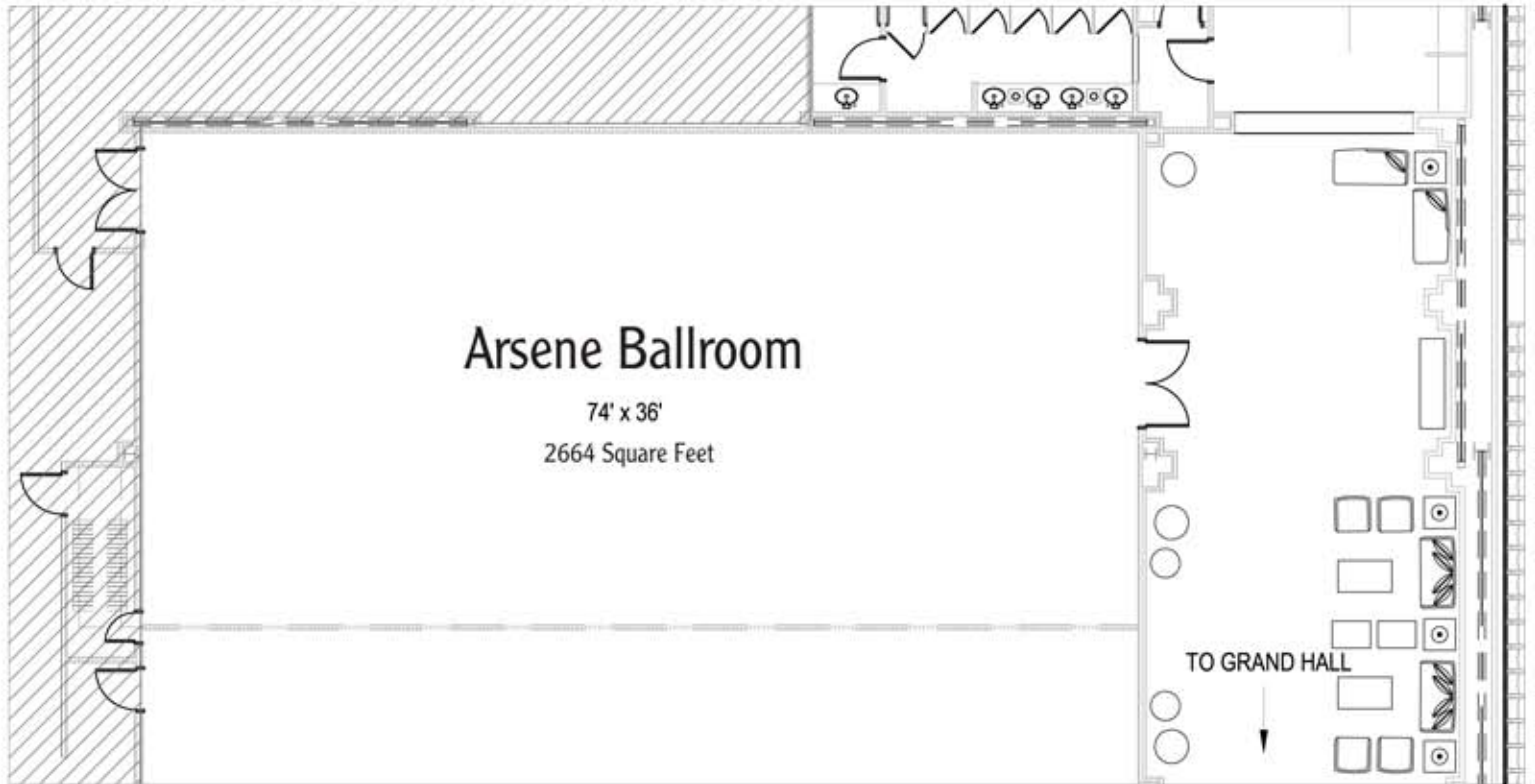 Arsene Ballroom
74' x 36'
2664 Square Feet
TO GRAND HALL